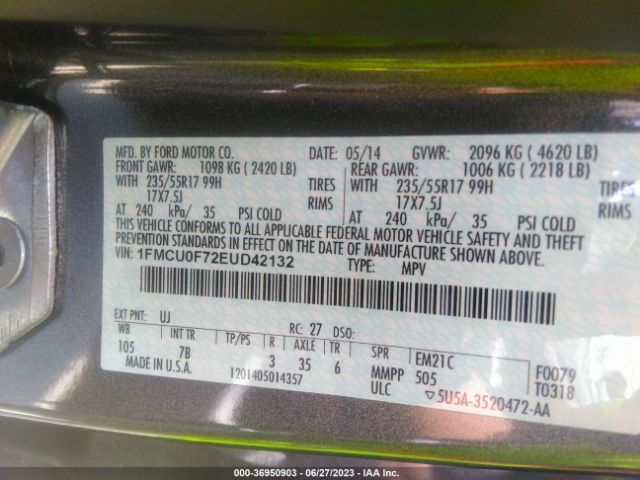 MFD. BY FORD MOTOR CO. DATE: 05/14 GVWR: 2096 KG ( 4620 LB)
FRONT GAWR: 1098 KG ( 2420 LB) REAR GAWR: 1006 KG ( 2218 LB)
WITH 235/55R17 99H TIRES WITH 235/55R17 99H TIRES
17X7.5J RIMS 17X7.5J RIMS
AT 240 kPa/ 35 PSI COLD AT 240 kPa/ 35 PSI COLD
THIS VEHICLE CONFORMS TO ALL APPLICABLE FEDERAL MOTOR VEHICLE SAFETY AND THEFT
PREVENTION STANDARDS IN EFFECT ON THE DATE OF MANUFACTURE SHOWN ABOVE.
VIN: 1FMCU0F72EUD42132 TYPE: MPV
EXT PNT: UJ RC: 27 DSO:
WB INT TR TP/PS R AXLE TR SPR EM21C F0079
105 7B 3 35 6 MMPP 505 T0318
MADE IN U.S.A. 1201405014357 ULC ▽5U5A-3520472-AA
000-36950903 - 06/27/2023 - IAA Inc.